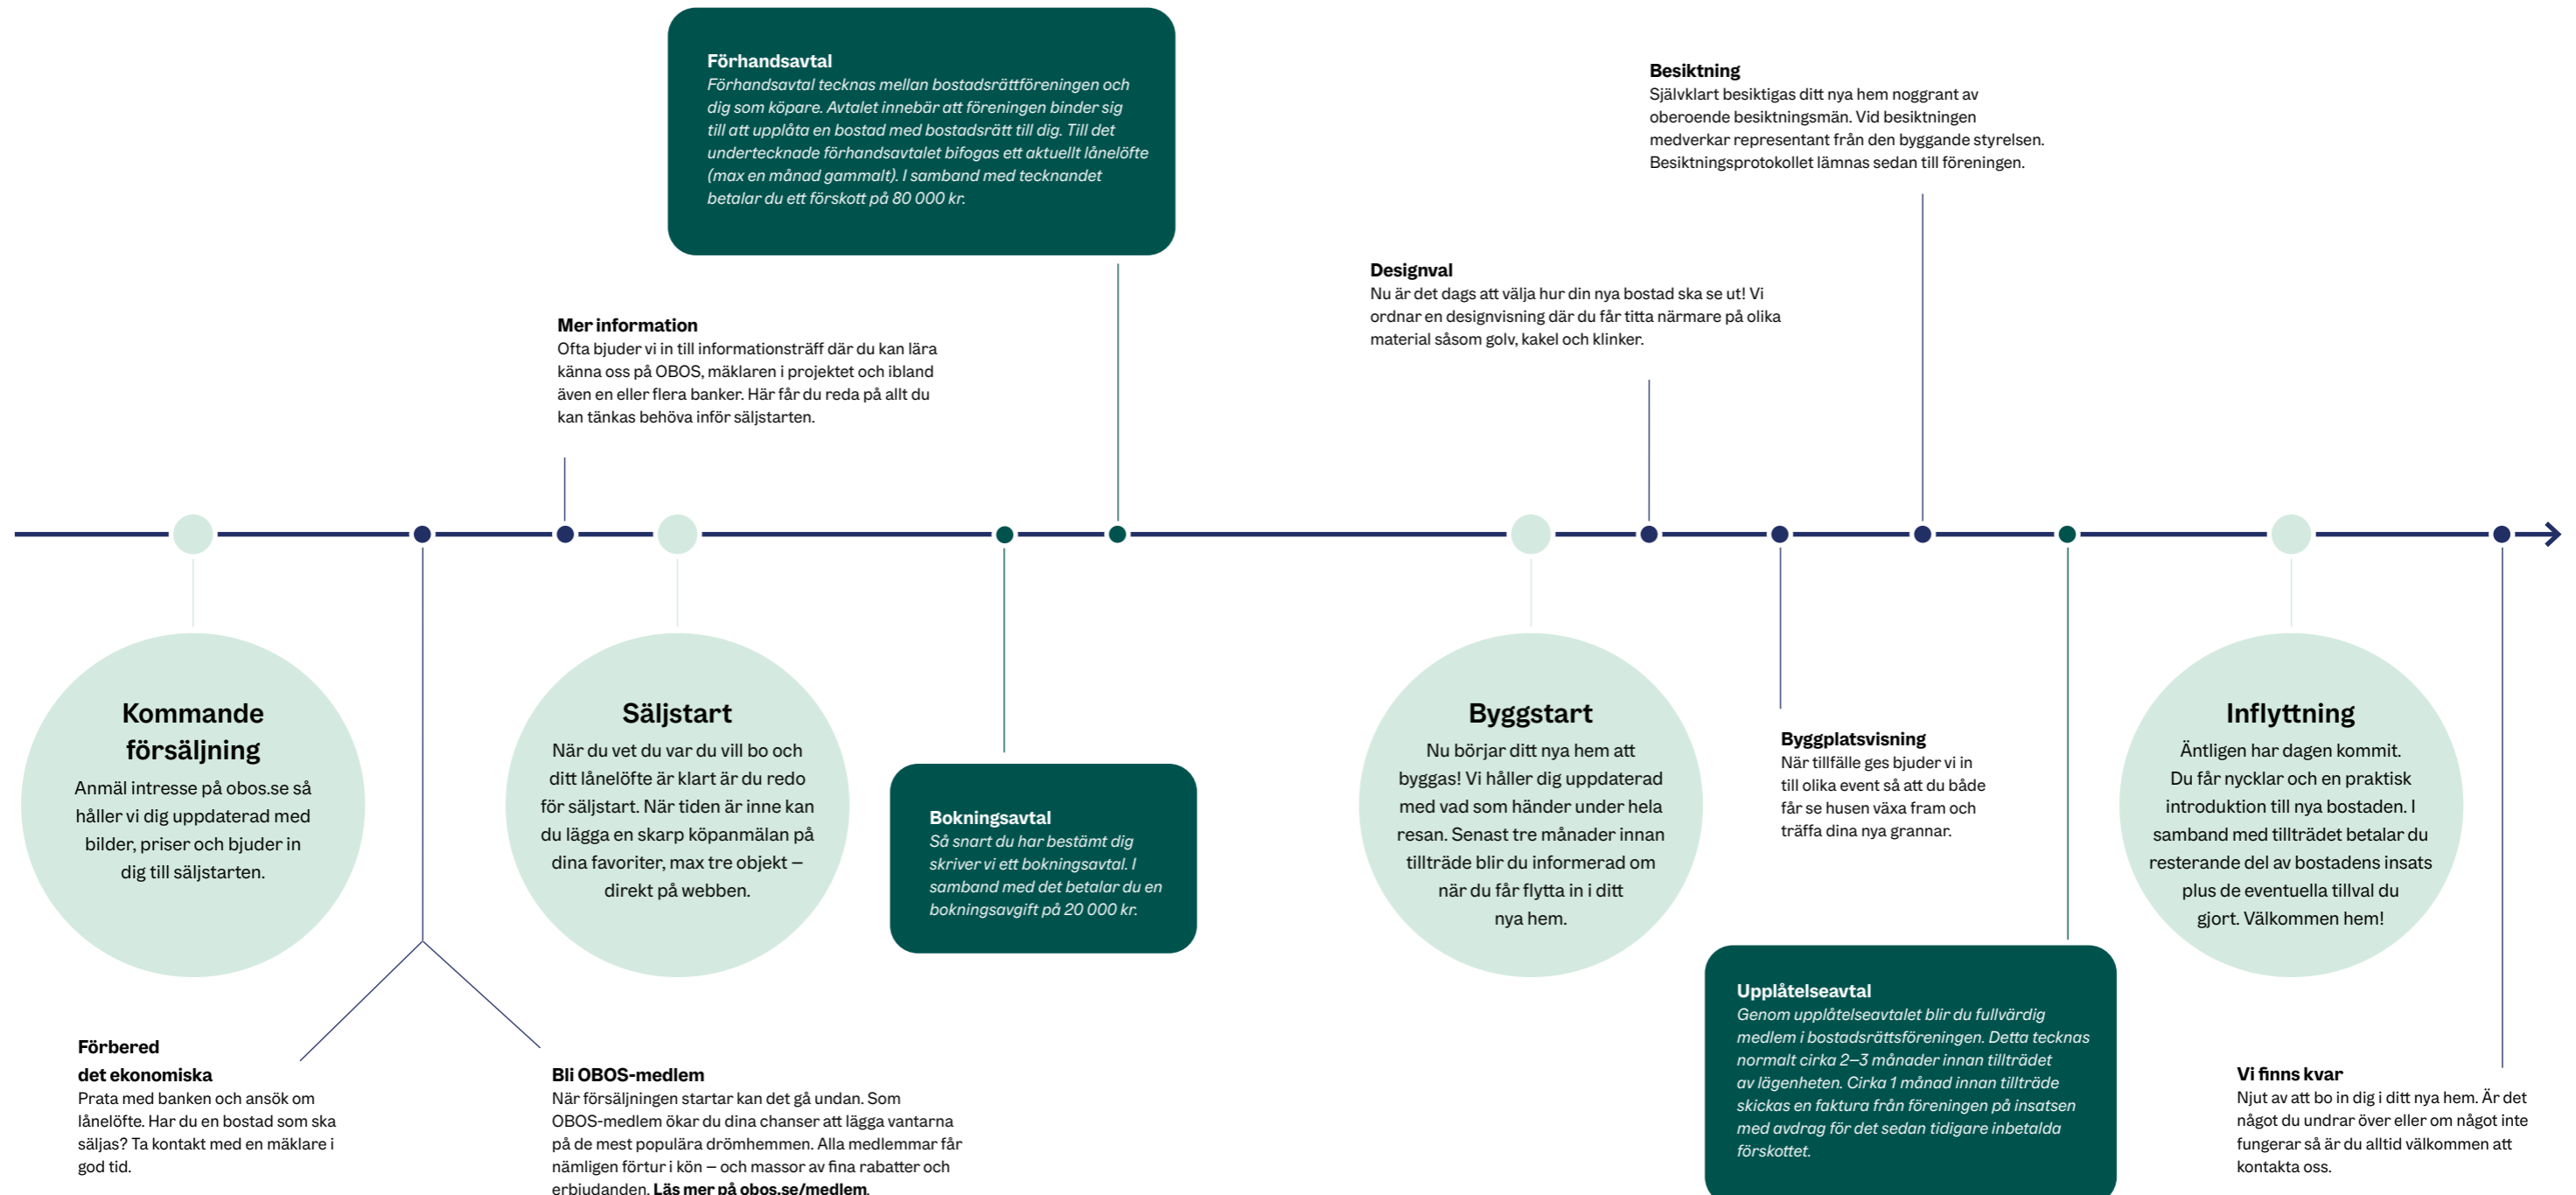 Förhandsavtal
Förhandsavtal tecknas mellan bostadsrättföreningen och
dig som köpare. Avtalet innebär att föreningen binder sig
till att upplåta en bostad med bostadsrätt till dig. Till det
undertecknade förhandsavtalet bifogas ett aktuellt lånelöfte
(max en månad gammalt). I samband med tecknandet
betalar du ett förskott på 80 000 kr.
Besiktning
Självklart besiktigas ditt nya hem noggrant av
oberoende besiktningsmän. Vid besiktningen
medverkar representant från den byggande styrelsen.
Besiktningsprotokollet lämnas sedan till föreningen.
Designval
Nu är det dags att välja hur din nya bostad ska se ut! Vi
ordnar en designvisning där du får titta närmare på olika
material såsom golv, kakel och klinker.
Mer information
Ofta bjuder vi in till informationsträff där du kan lära
känna oss på OBOS, mäklaren i projektet och ibland
även en eller flera banker. Här får du reda på allt du
kan tänkas behöva inför säljstarten.
Kommande
försäljning
Anmäl intresse på obos.se så
håller vi dig uppdaterad med
bilder, priser och bjuder in
dig till säljstarten.
Säljstart
När du vet du var du vill bo och
ditt lånelöfte är klart är du redo
för säljstart. När tiden är inne kan
du lägga en skarp köpanmälan på
dina favoriter, max tre objekt –
direkt på webben.
Bokningsavtal
Så snart du har bestämt dig
skriver vi ett bokningsavtal. I
samband med det betalar du en
bokningsavgift på 20 000 kr.
Byggstart
Nu börjar ditt nya hem att
byggas! Vi håller dig uppdaterad
med vad som händer under hela
resan. Senast tre månader innan
tillträde blir du informerad om
när du får flytta in i ditt
nya hem.
Byggplatsvisning
När tillfälle ges bjuder vi in
till olika event så att du både
får se husen växa fram och
träffa dina nya grannar.
Inflyttning
Äntligen har dagen kommit.
Du får nycklar och en praktisk
introduktion till nya bostaden. I
samband med tillträdet betalar du
resterande del av bostadens insats
plus de eventuella tillval du
gjort. Välkommen hem!
Förbered
det ekonomiska
Prata med banken och ansök om
lånelöfte. Har du en bostad som ska
säljas? Ta kontakt med en mäklare i
god tid.
Bli OBOS-medlem
När försäljningen startar kan det gå undan. Som
OBOS-medlem ökar du dina chanser att lägga vantarna
på de mest populära drömhemmen. Alla medlemmar får
nämligen förtur i kön – och massor av fina rabatter och
erbjudanden. Läs mer på obos.se/medlem.
Upplåtelseavtal
Genom upplåtelseavtalet blir du fullvärdig
medlem i bostadsrättsföreningen. Detta tecknas
normalt cirka 2–3 månader innan tillträdet
av lägenheten. Cirka 1 månad innan tillträde
skickas en faktura från föreningen på insatsen
med avdrag för det sedan tidigare inbetalda
förskottet.
Vi finns kvar
Njut av att bo in dig i ditt nya hem. Är det
något du undrar över eller om något inte
fungerar så är du alltid välkommen att
kontakta oss.